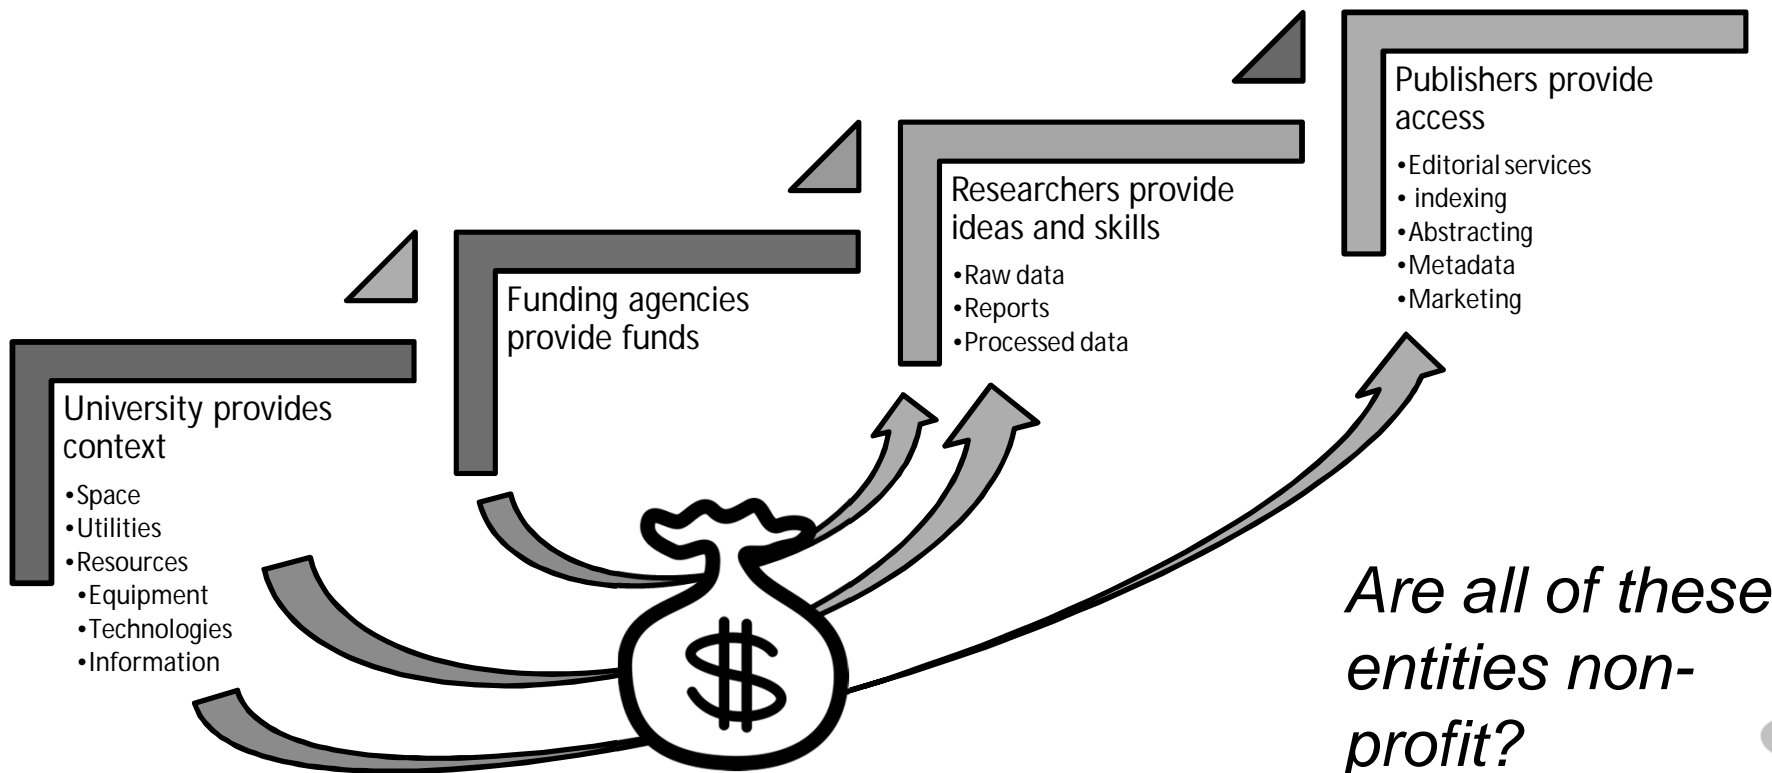 University provides
context
•Space
•Utilities
•Resources
•Equipment
•Technologies
•Information
Funding agencies
provide funds
Researchers provide
ideas and skills
•Raw data
•Reports
•Processed data
Publishers provide
access
•Editorial services
• indexing
•Abstracting
•Metadata
•Marketing
$
Are all of these
entities non-
profit?